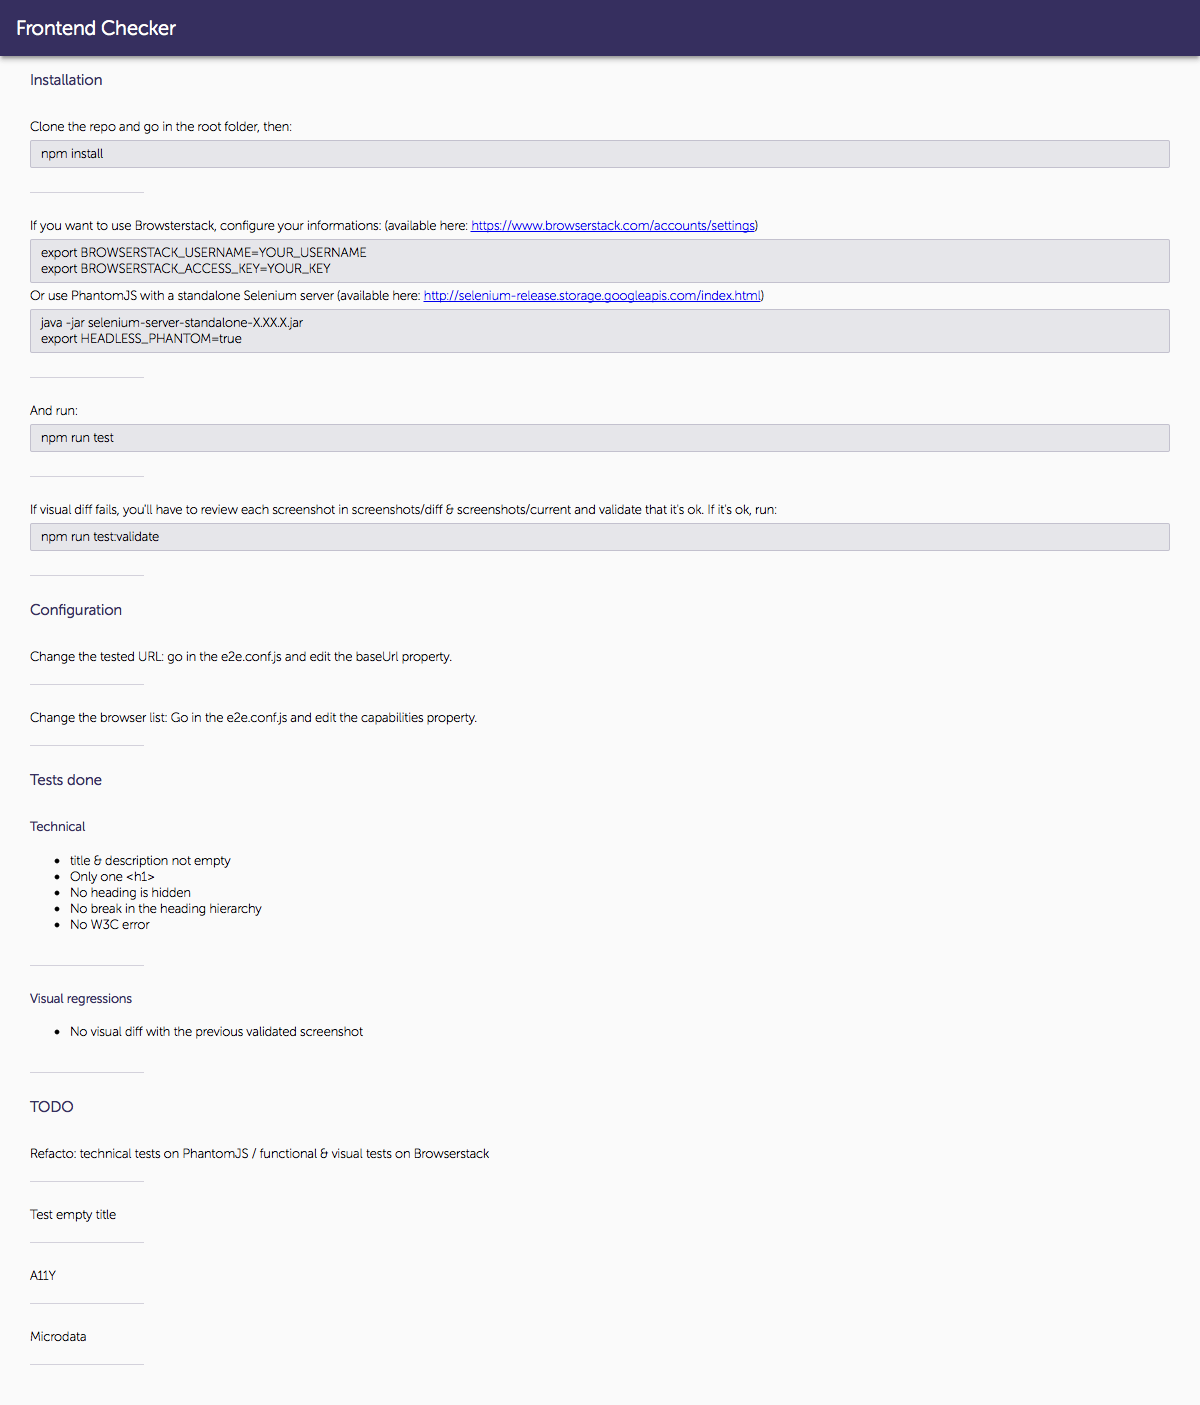 Frontend Checker
Installation
Clone the repo and go in the root folder, then:
npm install
If you want to use Browsterstack, configure your informations: (available here: https://www.browserstack.com/accounts/settings)
export BROWSERSTACK_USERNAME=YOUR_USERNAME
export BROWSERSTACK_ACCESS_KEY=YOUR_KEY
Or use PhantomJS with a standalone Selenium server (available here: http://selenium-release.storage.googleapis.com/index.html)
java -jar selenium-server-standalone-X.XX.X.jar
export HEADLESS_PHANTOM=true
And run:
npm run test
If visual diff fails, you'll have to review each screenshot in screenshots/diff & screenshots/current and validate that it's ok. If it's ok, run:
npm run test:validate
Configuration
Change the tested URL: go in the e2e.conf.js and edit the baseUrl property.
Change the browser list: Go in the e2e.conf.js and edit the capabilities property.
Tests done
Technical
• title & description not empty
• Only one <h1>
• No heading is hidden
• No break in the heading hierarchy
• No W3C error
Visual regressions
• No visual diff with the previous validated screenshot
TODO
Refacto: technical tests on PhantomJS / functional & visual tests on Browserstack
Test empty title
A11Y
Microdata